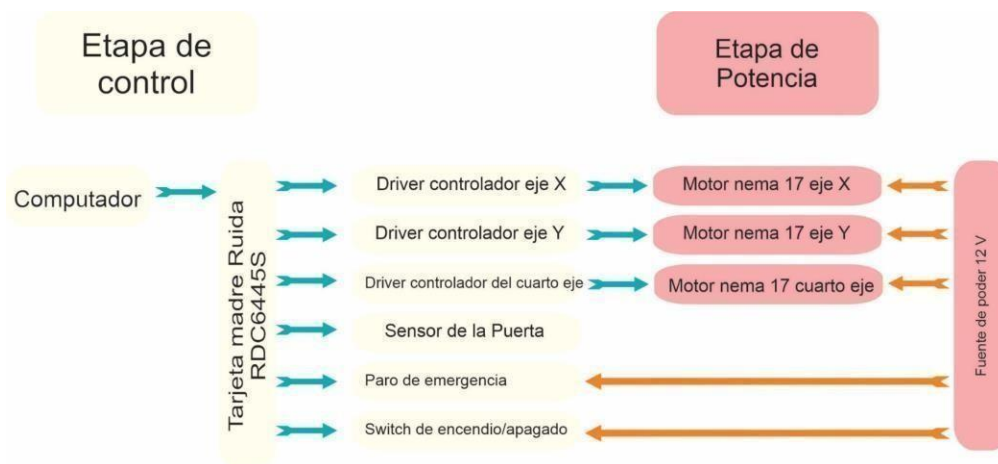 Etapa de
control
Etapa de
Potencia
Computador
Tarjeta madre Ruida
RDC64445S
Driver controlador eje X
Motor nema 17 eje X
Driver controlador eje Y
Motor nema 17 eje Y
Driver controlador del cuarto eje
Motor nema 17 cuarto eje
Sensor de la Puerta
Paro de emergencia
Switch de encendio/apagado
Fuente de poder 12 V